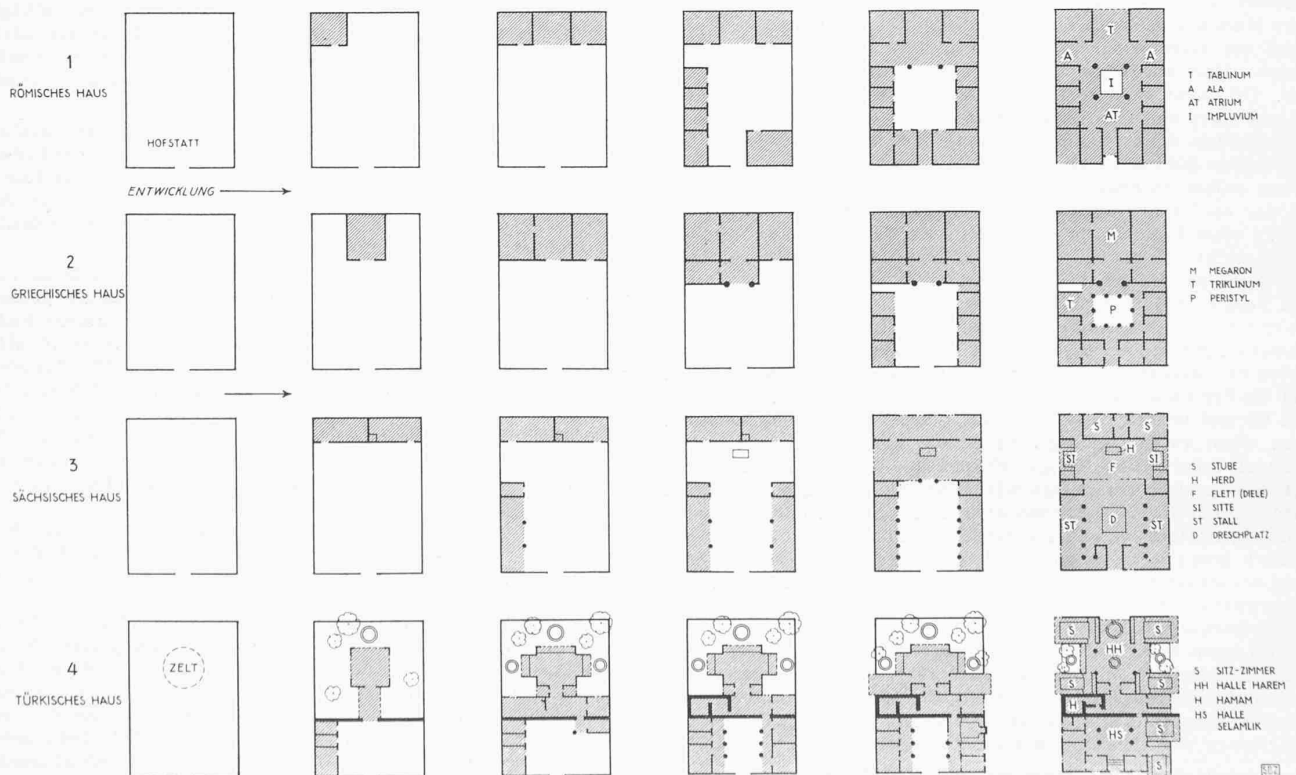 1
RÖMISCHES HAUS
HOFSTATT
T
A A
I
AT
T TABLINUM
A ALA
AT ATRIUM
I IMPLUVIUM
ENTWICKLUNG
2
GRIECHISCHES HAUS
M
T
P
M MEGARON
T TRIKLINUM
P PERISTYL
3
SÄCHSISCHES HAUS
S S
H
SI F SI
ST D ST
S STUBE
H HERD
F FLETT (DIELE)
SI SITTE
ST STALL
D DRESCHPLATZ
4
TÜRKISCHES HAUS
ZELT
S S
HH
S S
H
S
HS
S
S SITZ-ZIMMER
HH HALLE HAREM
H HAMAM
HS HALLE
SELAMLIK
SBZ